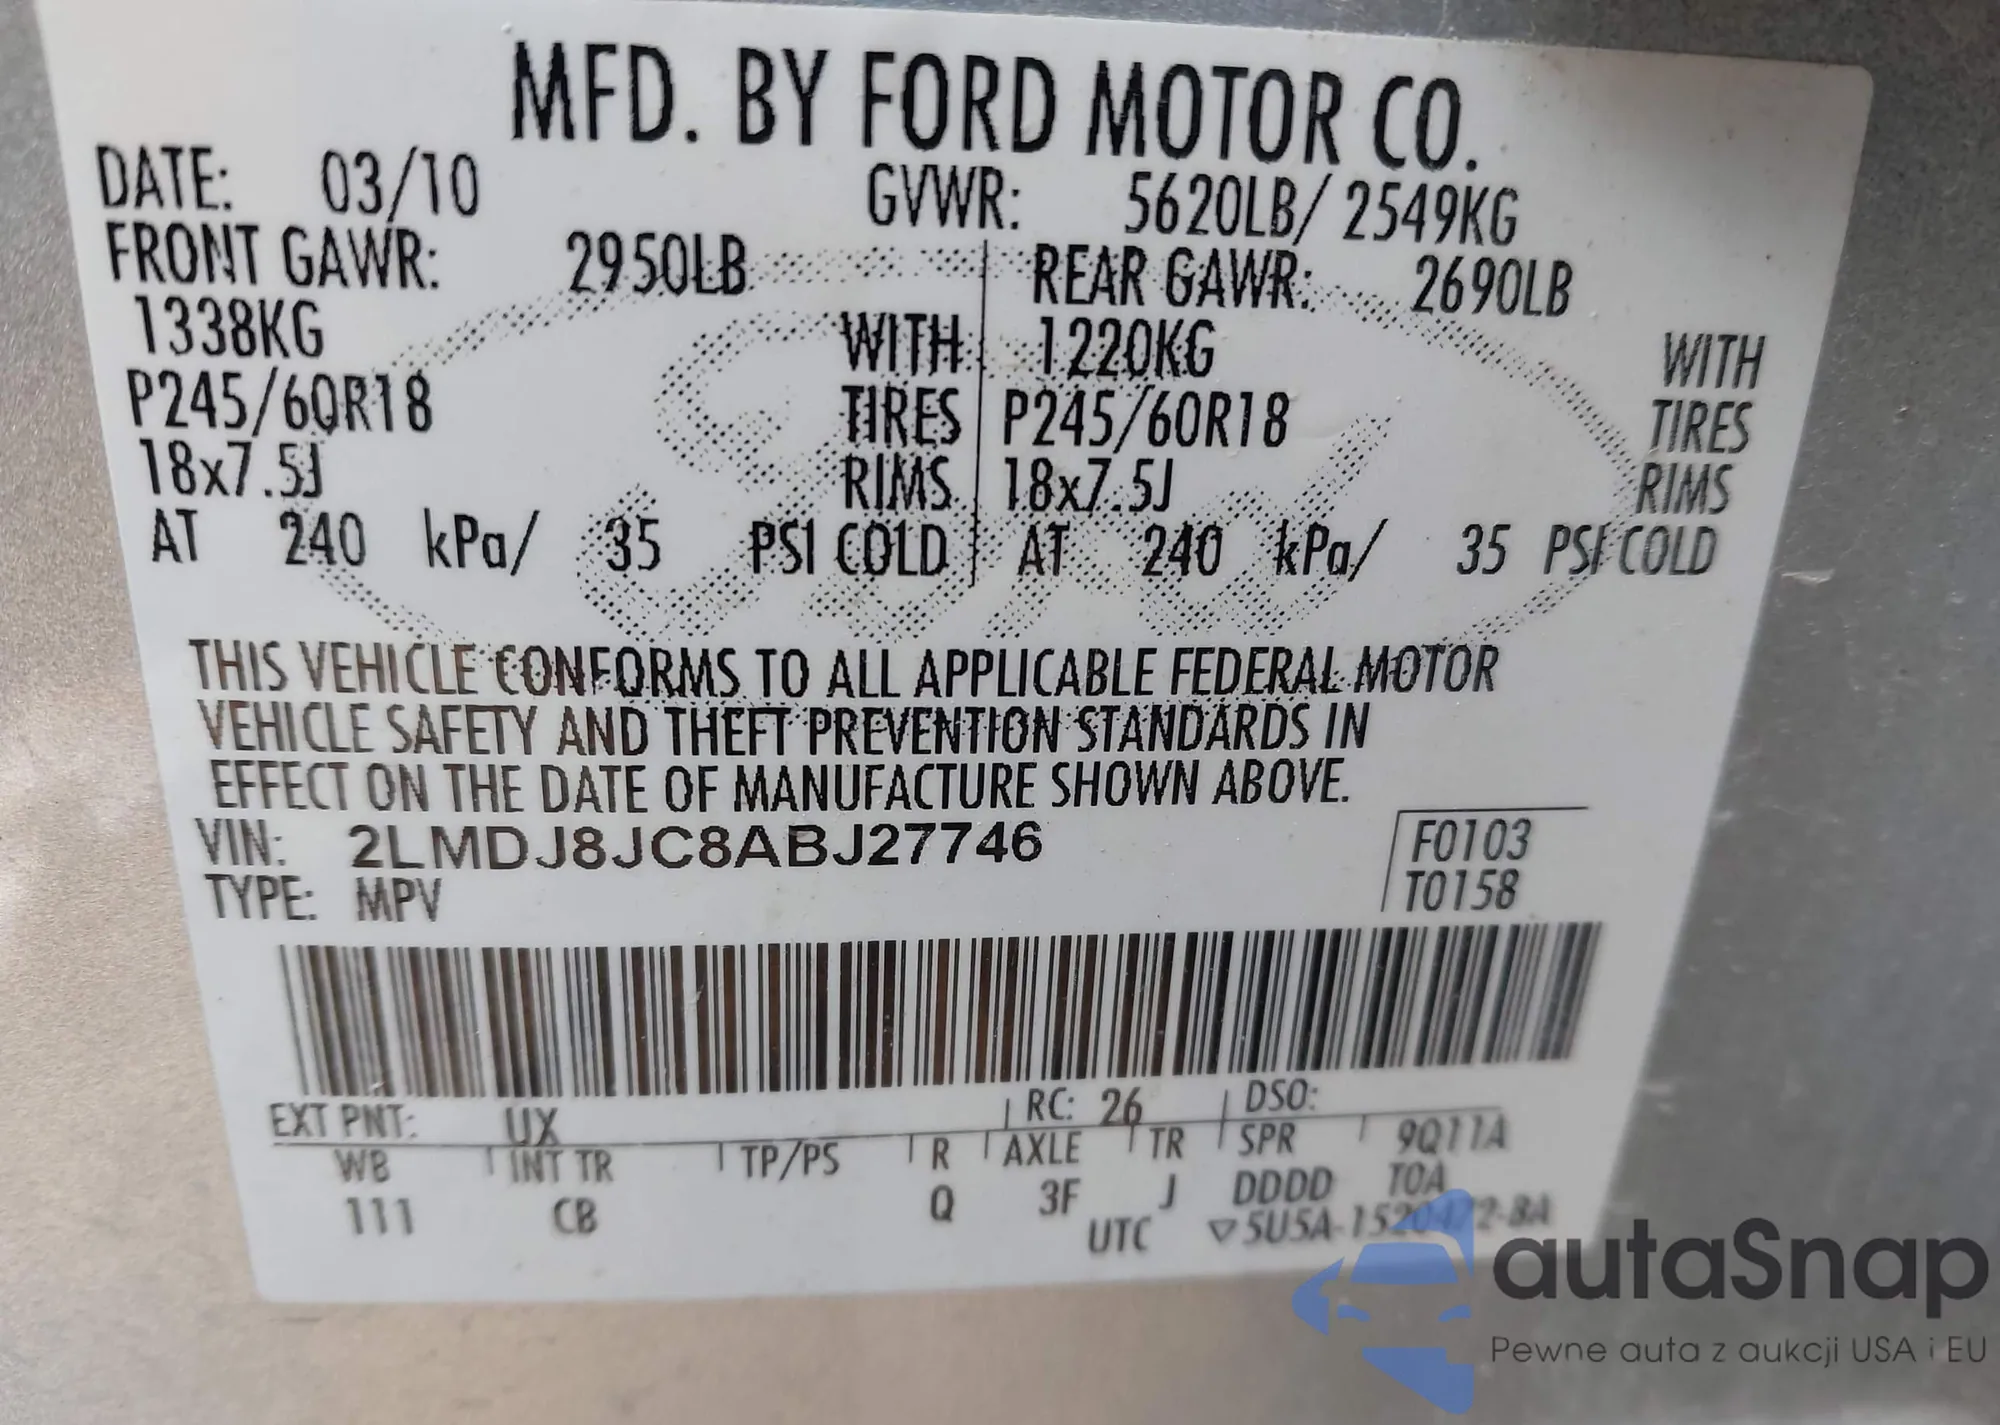 MFD. BY FORD MOTOR CO.
DATE: 03/10 GVWR: 5620LB/ 2549KG
FRONT GAWR: 2950LB REAR GAWR: 2690LB
1338KG WITH 1220KG WITH
P245/60R18 TIRES P245/60R18 TIRES
18x7.5J RIMS 18x7.5J RIMS
AT 240 kPa/ 35 PSI COLD AT 240 kPa/ 35 PSI COLD
THIS VEHICLE CONFORMS TO ALL APPLICABLE FEDERAL MOTOR
VEHICLE SAFETY AND THEFT PREVENTION STANDARDS IN
EFFECT ON THE DATE OF MANUFACTURE SHOWN ABOVE.
VIN: 2LMDJ8JC8ABJ27746 F0103
TYPE: MPV T0158
EXT PNT: UX RC: 26 DSO:
WB INT TR TP/PS R AXLE TR SPR 9Q11A
111 CB Q 3F J DDDD TOA
UTC
autaSnap
Pewne auta z aukcji USA i EU